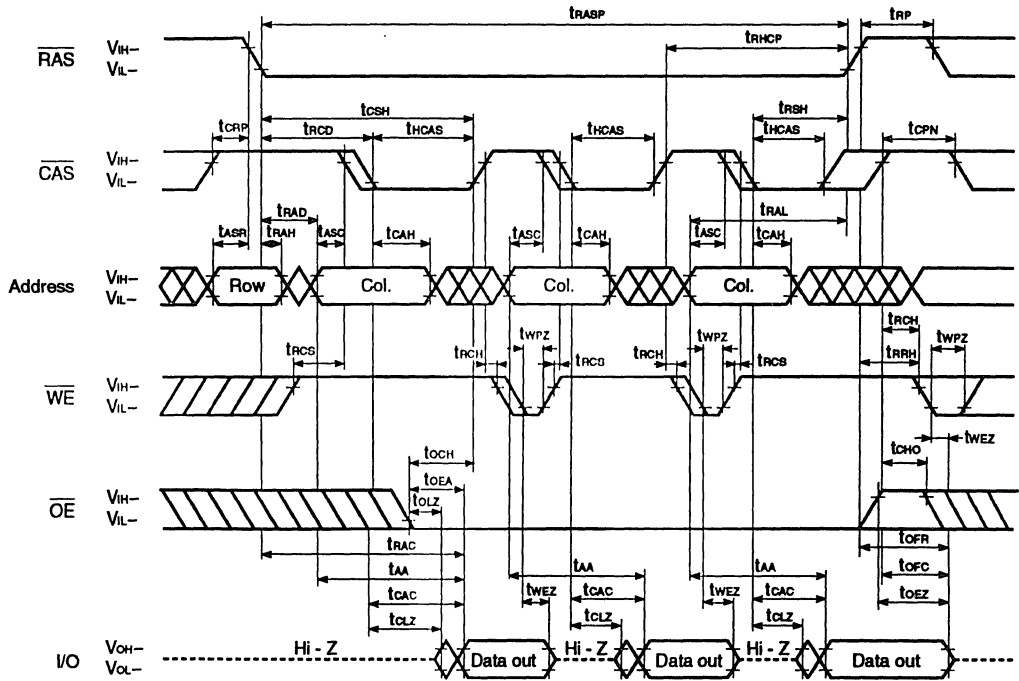 tRASP tRP
tRHCP
RAS VIH–
VIL–
tCSH tRSH
tCRP tRCD tHCAS tHCAS tHCAS tCPN
CAS VIH–
VIL–
tRAD tRAL
tASR tRAH tASC tCAH tASC tCAH tASC tCAH
Address VIH–
VIL–
Row Col. Col. Col.
tRCH tWPZ
tRCS tRCH tWPZ tRCS tRCH tWPZ tRCS tRRH
WE VIH–
VIL–
tWEZ
tOCH tCHO
tOEA
OE VIH–
VIL–
tOLZ
tRAC tOFR
tAA tAA tAA tOFC
tCAC tWEZ tCAC tWEZ tCAC tOEZ
tCLZ tCLZ tCLZ
I/O VOH–
VOL–
Hi - Z Data out Hi - Z Data out Hi - Z Data out